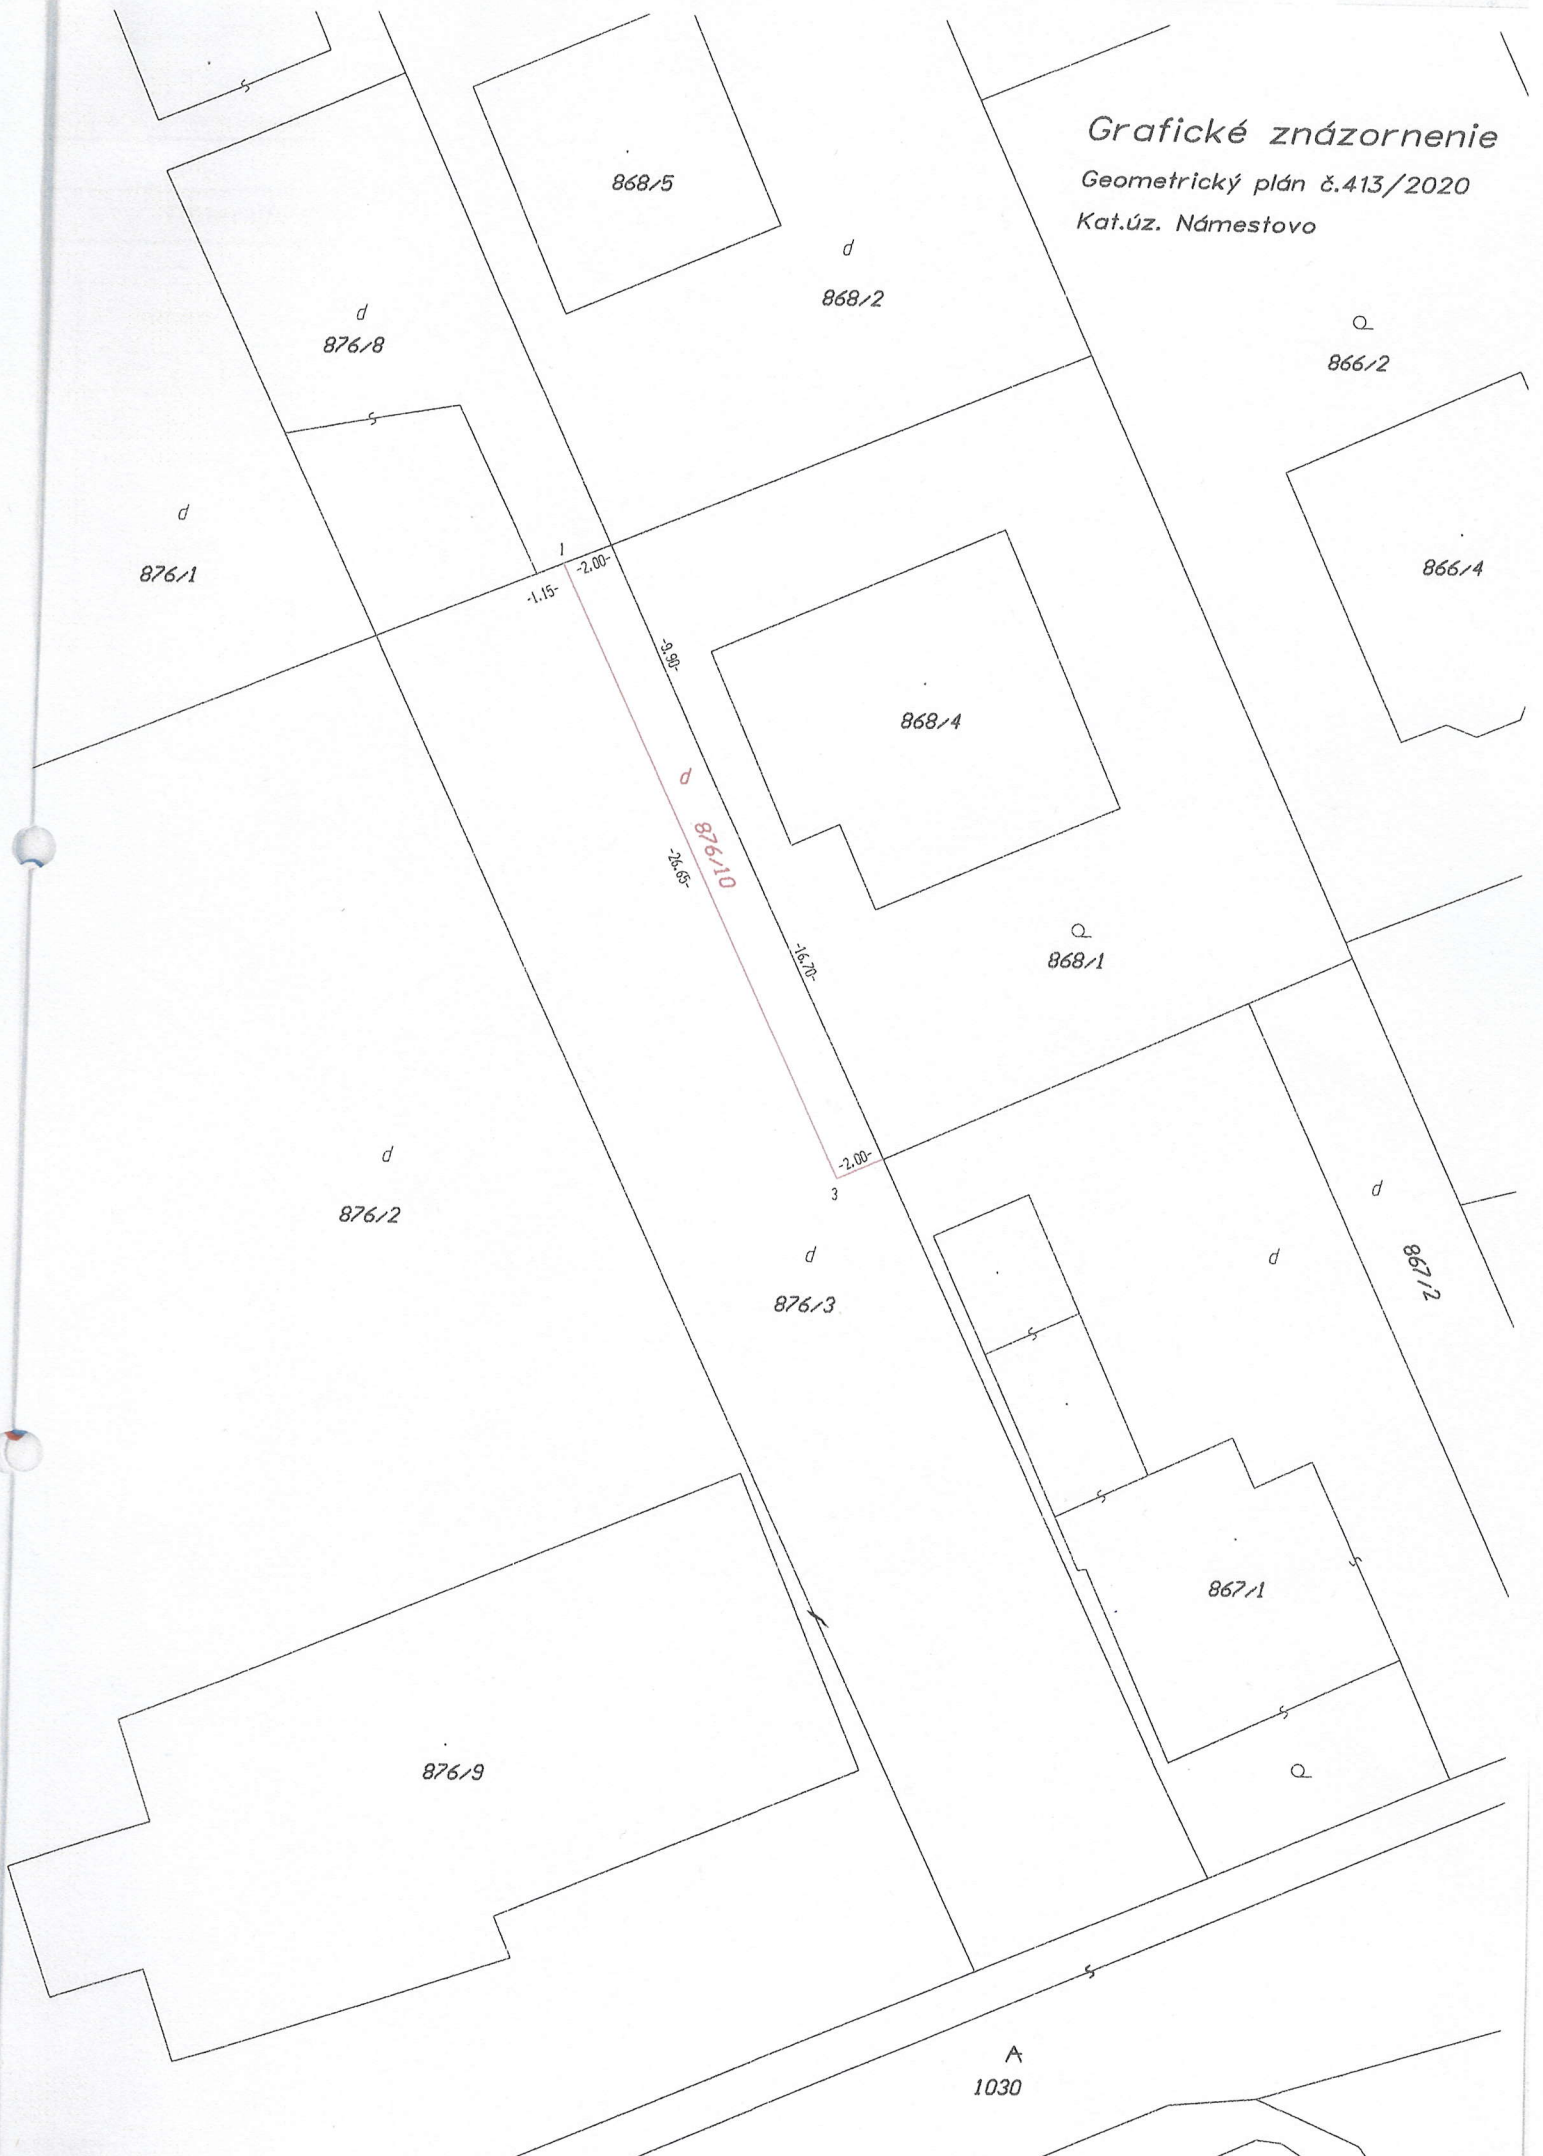 Grafické znázornenie
Geometrický plán č.413/2020
Kat.úz. Námestovo
868/5
d
868/2
d
876/8
866/2
d
876/1
866/4
1
-2.00-
-1.15-
-9.90-
868/4
d
876/10
-26.65-
-16.70-
868/1
-2.00-
3
d
876/2
d
876/3
d
d
867/2
867/1
876/9
A
1030